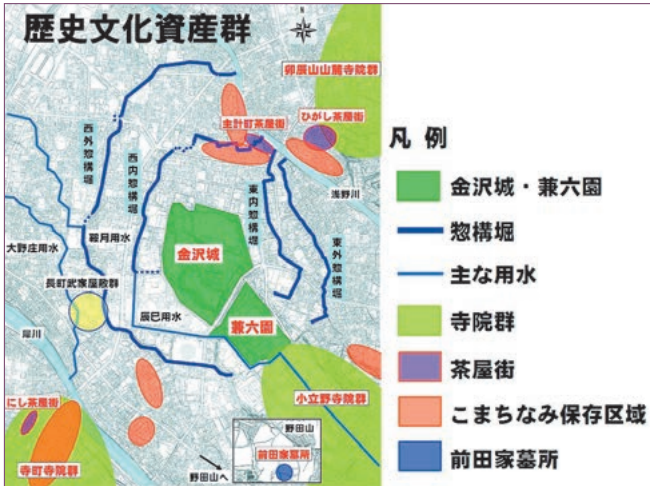 歴史文化資産群
N
卯辰山山麓寺院群
主計町茶屋街
ひがし茶屋街
西外惣構堀
西内惣構堀
東内惣構堀
東外惣構堀
浅野川
大野庄用水
鞍月用水
金沢城
長町武家屋敷群
辰巳用水
兼六園
犀川
小立野寺院群
にし茶屋街
寺町寺院群
野田山
前田家墓所
野田山へ
凡例
金沢城・兼六園
惣構堀
主な用水
寺院群
茶屋街
こまちなみ保存区域
前田家墓所